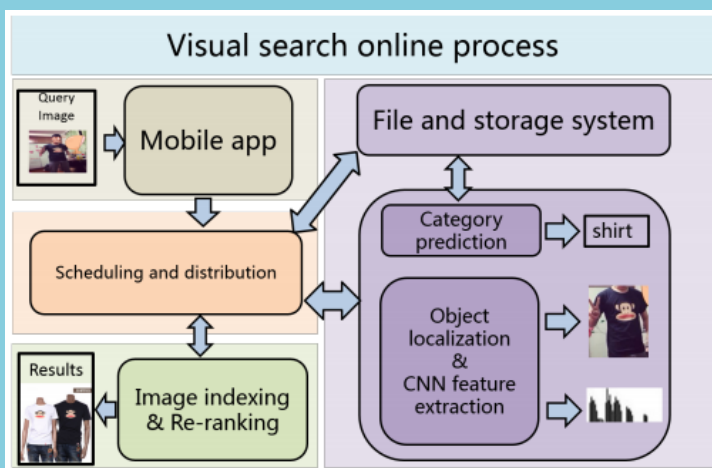 Visual search online process
Query
Image
Mobile app
File and storage system
Category
prediction
shirt
Scheduling and distribution
Object
localization
&
CNN feature
extraction
Results
Image indexing
& Re-ranking